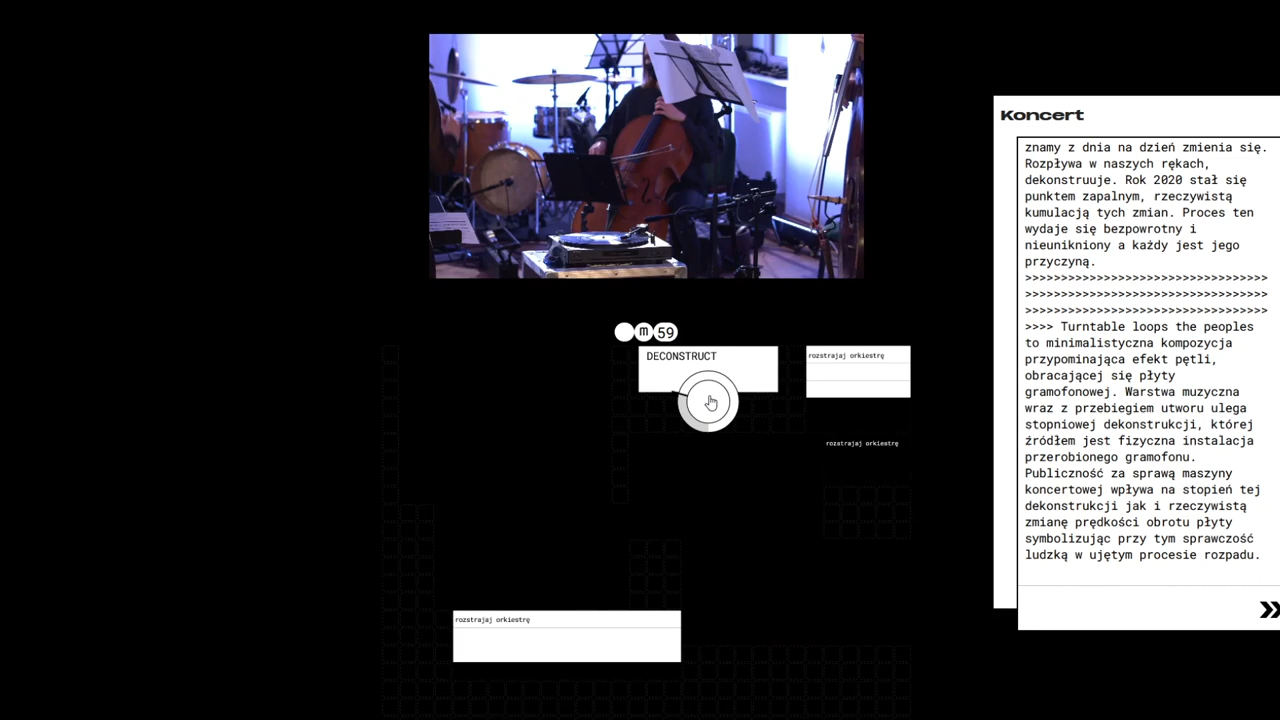 m 59
DECONSTRUCT
rozstrajaj orkiestrę
rozstrajaj orkiestrę
rozstrajaj orkiestrę
Koncert
znamy z dnia na dzień zmienia się.
Rozpływa w naszych rękach,
dekonstruuje. Rok 2020 stał się
punktem zapalnym, rzeczywistą
kumulacją tych zmian. Proces ten
wydaje się bezpowrotny i
nieunikniony a każdy jest jego
przyczyną.
>>>>>>>>>>>>>>>>>>>>>>>>>>>>>>>>>>
>>>>>>>>>>>>>>>>>>>>>>>>>>>>>>>>>>
>>>>>>>>>>>>>>>>>>>>>>>>>>>>>>>>>>
>>>> Turntable loops the peoples
to minimalistyczna kompozycja
przypominająca efekt pętli,
obracającej się płyty
gramofonowej. Warstwa muzyczna
wraz z przebiegiem utworu ulega
stopniowej dekonstrukcji, której
źródłem jest fizyczna instalacja
przerobionego gramofonu.
Publiczność za sprawą maszyny
koncertowej wpływa na stopień tej
dekonstrukcji jak i rzeczywistą
zmianę prędkości obrotu płyty
symbolizując przy tym sprawczość
ludzką w ujętym procesie rozpadu.